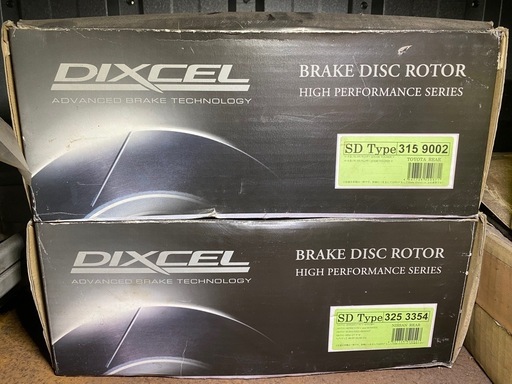 DIXCEL
ADVANCED BRAKE TECHNOLOGY
BRAKE DISC ROTOR
HIGH PERFORMANCE SERIES
SD Type 315 9002
TOYOTA REAR
DIXCEL
ADVANCED BRAKE TECHNOLOGY
BRAKE DISC ROTOR
HIGH PERFORMANCE SERIES
SD Type 325 3354
NISSAN REAR